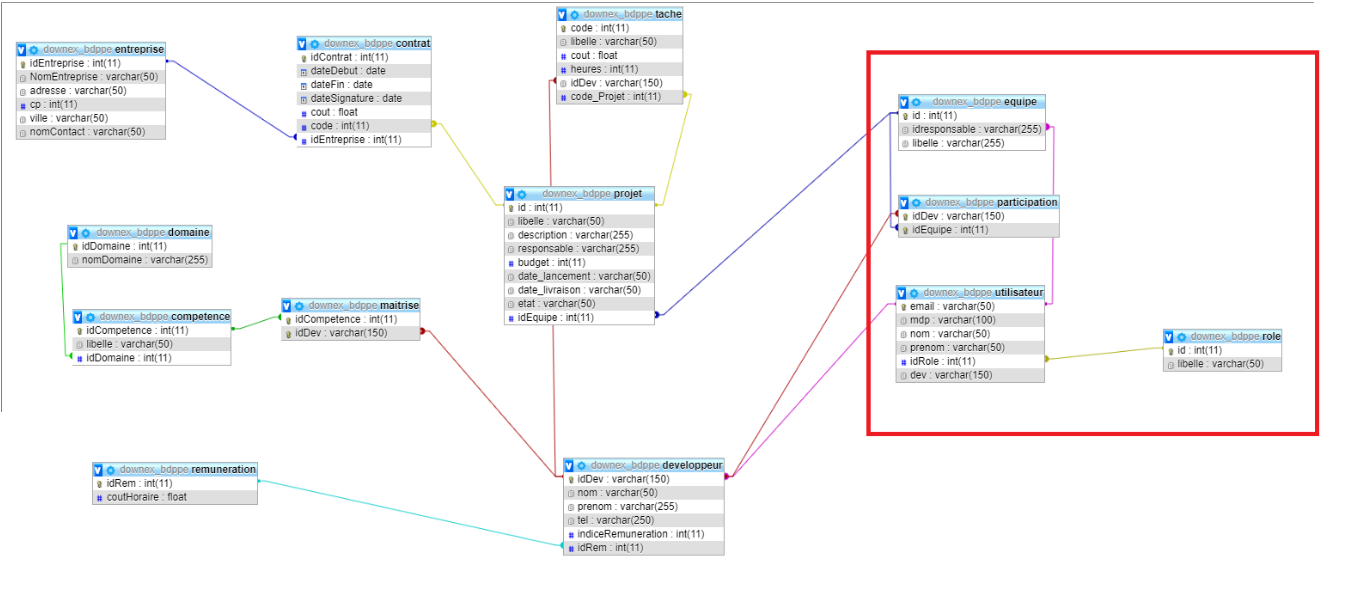 downex_bdppe entreprise
idEntreprise : int(11)
NomEntreprise : varchar(50)
adresse : varchar(50)
cp : int(11)
ville : varchar(50)
nomContact : varchar(50)
downex_bdppe contrat
idContrat : int(11)
dateDebut : date
dateFin : date
dateSignature : date
cout : float
code : int(11)
idEntreprise : int(11)
downex_bdppe tache
code : int(11)
libelle : varchar(50)
cout : float
heures : int(11)
idDev : varchar(150)
code_Projet : int(11)
downex_bdppe equipe
id : int(11)
idresponsable : varchar(255)
libelle : varchar(255)
downex_bdppe projet
id : int(11)
libelle : varchar(50)
description : varchar(255)
responsable : varchar(255)
budget : int(11)
date_lancement : varchar(50)
date_livraison : varchar(50)
etat : varchar(50)
idEquipe : int(11)
downex_bdppe participation
idDev : varchar(150)
idEquipe : int(11)
downex_bdppe domaine
idDomaine : int(11)
nomDomaine : varchar(255)
downex_bdppe competence
idCompetence : int(11)
libelle : varchar(50)
idDomaine : int(11)
downex_bdppe maitrise
idCompetence : int(11)
idDev : varchar(150)
downex_bdppe utilisateur
email : varchar(50)
mdp : varchar(100)
nom : varchar(50)
prenom : varchar(50)
idRole : int(11)
dev : varchar(150)
downex_bdppe role
id : int(11)
libelle : varchar(50)
downex_bdppe remuneration
idRem : int(11)
coutHoraire : float
downex_bdppe developpeur
idDev : varchar(150)
nom : varchar(50)
prenom : varchar(255)
tel : varchar(250)
indiceRemuneration : int(11)
idRem : int(11)